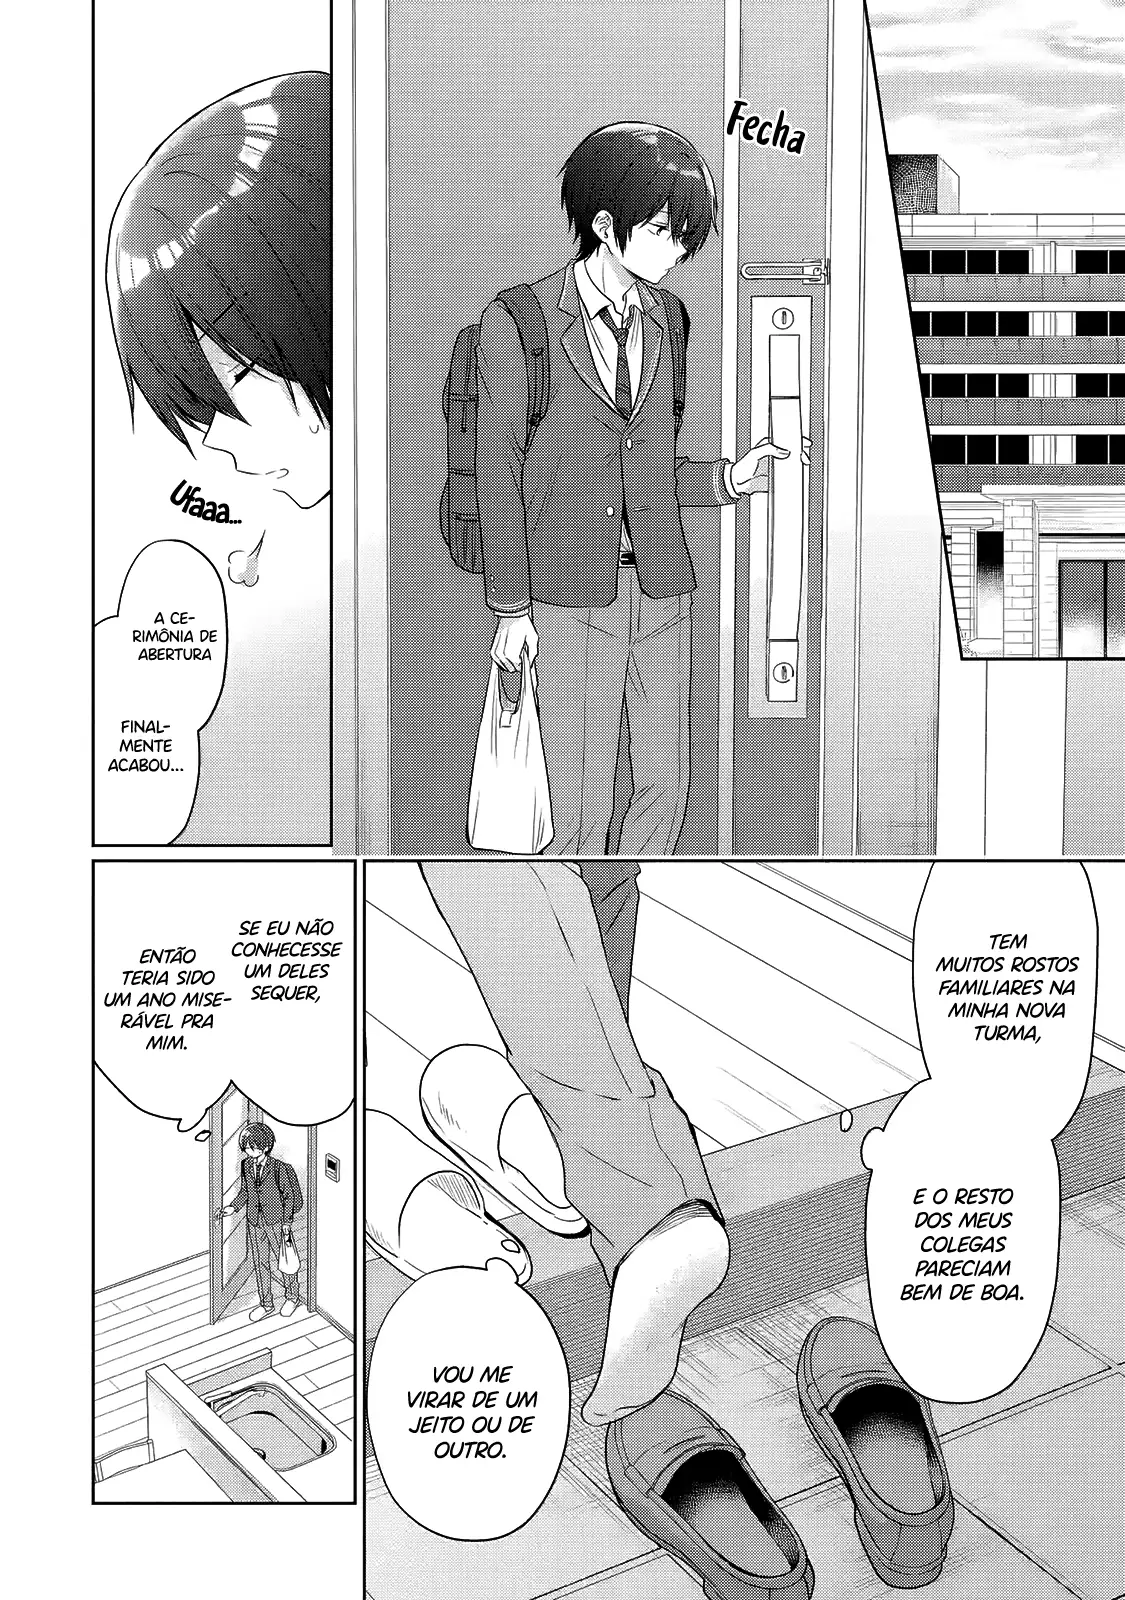 Fecha
Ufaaa...
A CE-
RIMÔNIA DE
ABERTURA
FINAL-
MENTE
ACABOU...
TEM
MUITOS ROSTOS
FAMILIARES NA
MINHA NOVA
TURMA,
E O RESTO
DOS MEUS
COLEGAS
PARECIAM
BEM DE BOA.
VOU ME
VIRAR DE UM
JEITO OU DE
OUTRO.
SE EU NÃO
CONHECESSE
UM DELES
SEQUER,
ENTÃO
TERIA SIDO
UM ANO MISE-
RÁVEL PRA
MIM.